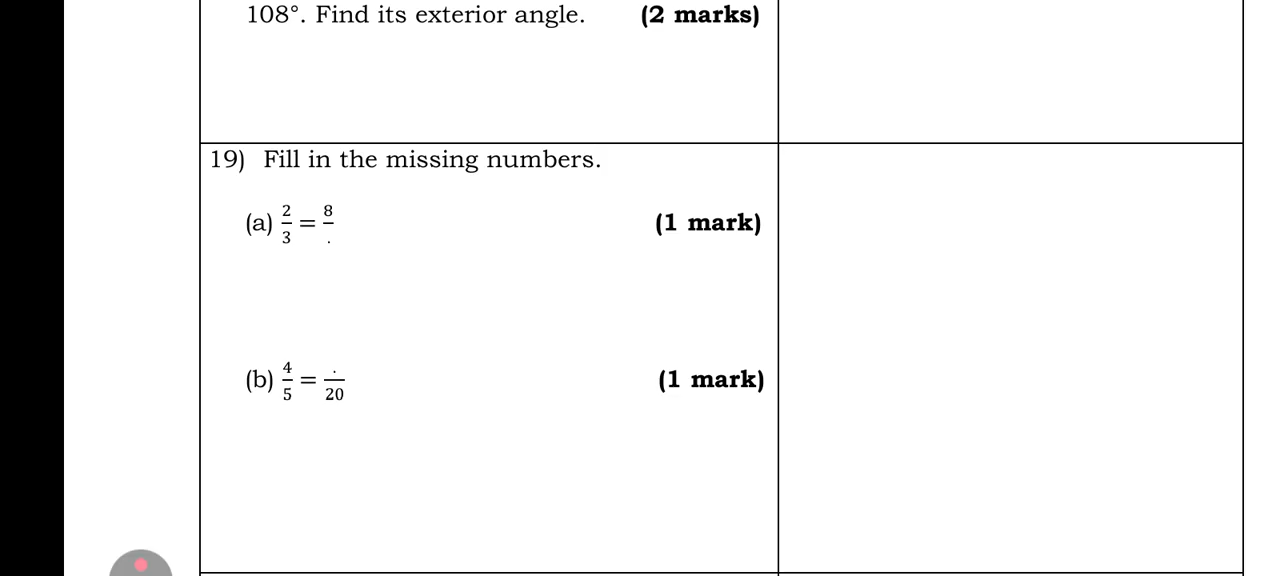 108°. Find its exterior angle. (2 marks)
19) Fill in the missing numbers.
(a) 2/3 = 8/. (1 mark)
(b) 4/5 = ./20 (1 mark)